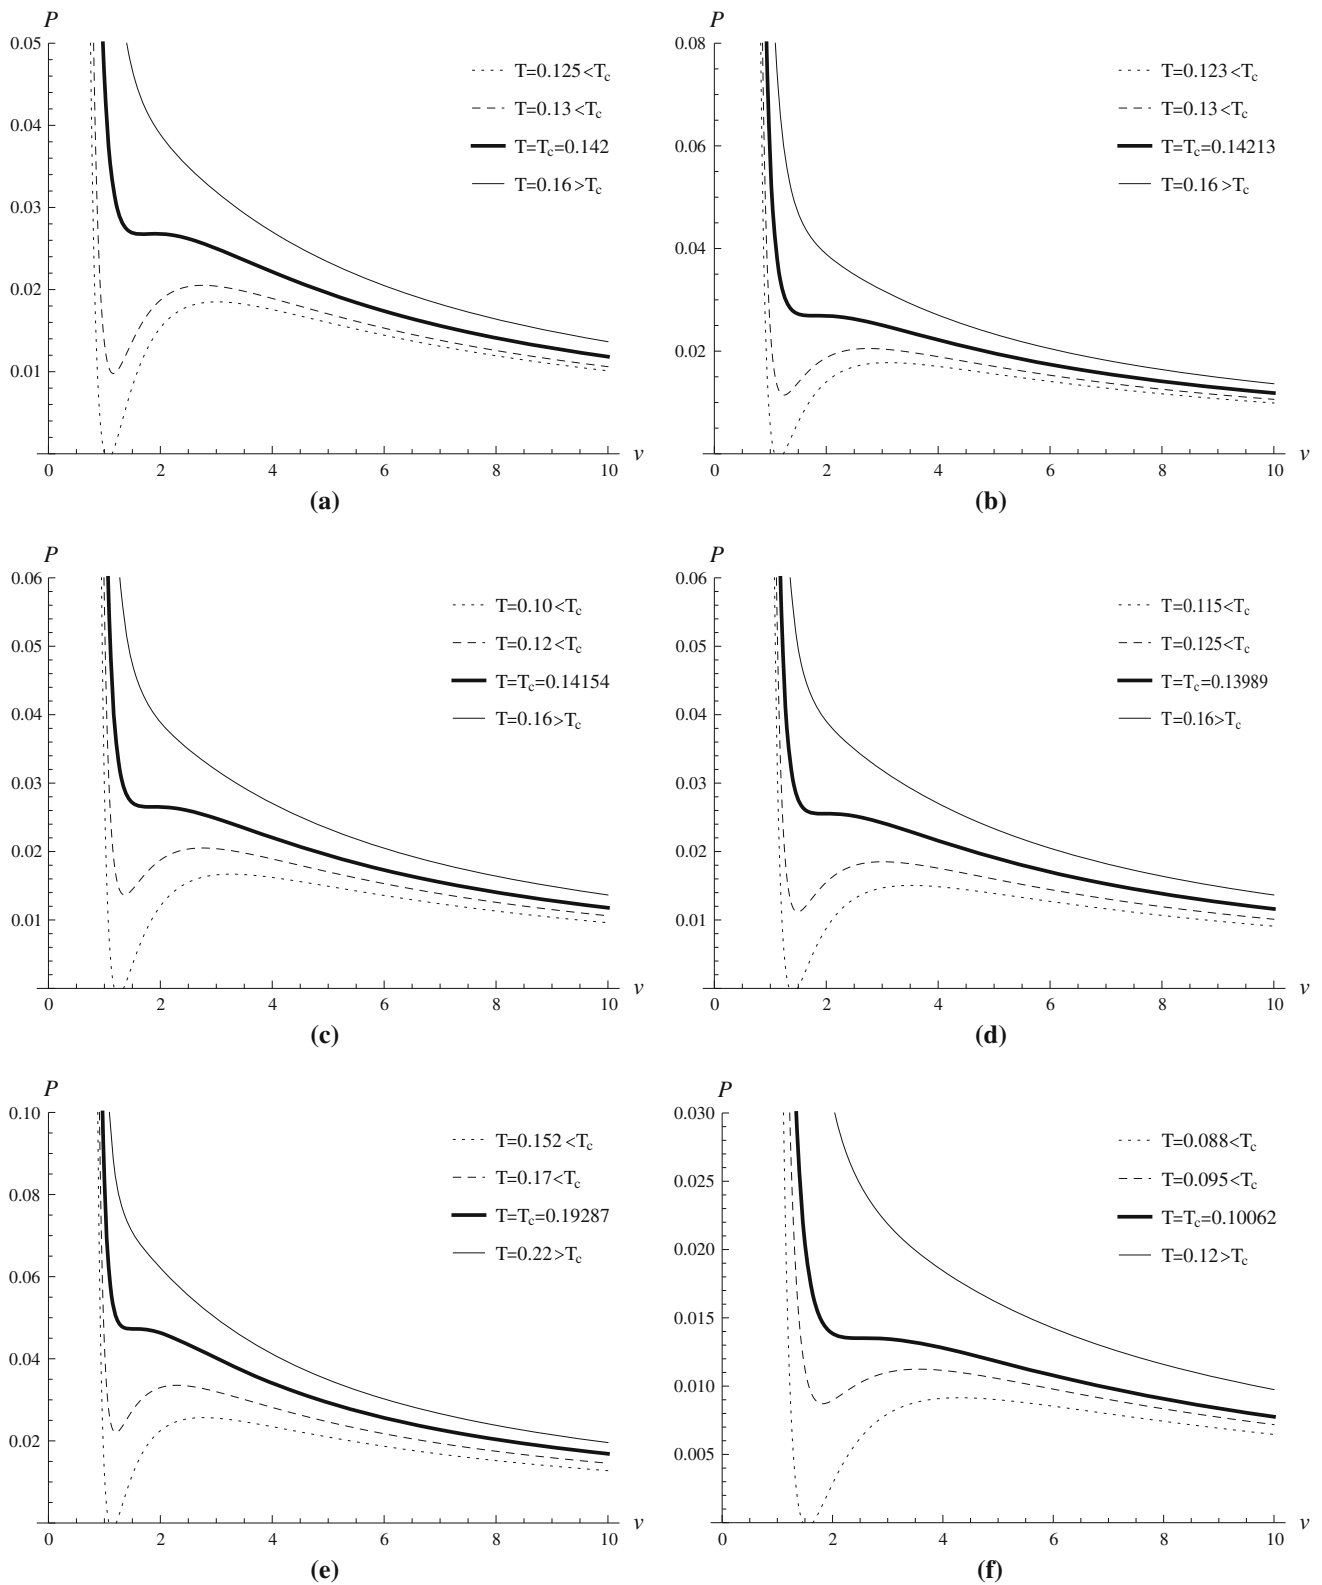 P
0.05
0.04
0.03
0.02
0.01
0 2 4 6 8 10 v
T=0.125<Tc
T=0.13<Tc
T=Tc=0.142
T=0.16>Tc
(a)
P
0.08
0.06
0.04
0.02
0 2 4 6 8 10 v
T=0.123<Tc
T=0.13<Tc
T=Tc=0.14213
T=0.16>Tc
(b)
P
0.06
0.05
0.04
0.03
0.02
0.01
0 2 4 6 8 10 v
T=0.10<Tc
T=0.12<Tc
T=Tc=0.14154
T=0.16>Tc
(c)
P
0.06
0.05
0.04
0.03
0.02
0.01
0 2 4 6 8 10 v
T=0.115<Tc
T=0.125<Tc
T=Tc=0.13989
T=0.16>Tc
(d)
P
0.10
0.08
0.06
0.04
0.02
0 2 4 6 8 10 v
T=0.152<Tc
T=0.17<Tc
T=Tc=0.19287
T=0.22>Tc
(e)
P
0.030
0.025
0.020
0.015
0.010
0.005
0 2 4 6 8 10 v
T=0.088<Tc
T=0.095<Tc
T=Tc=0.10062
T=0.12>Tc
(f)